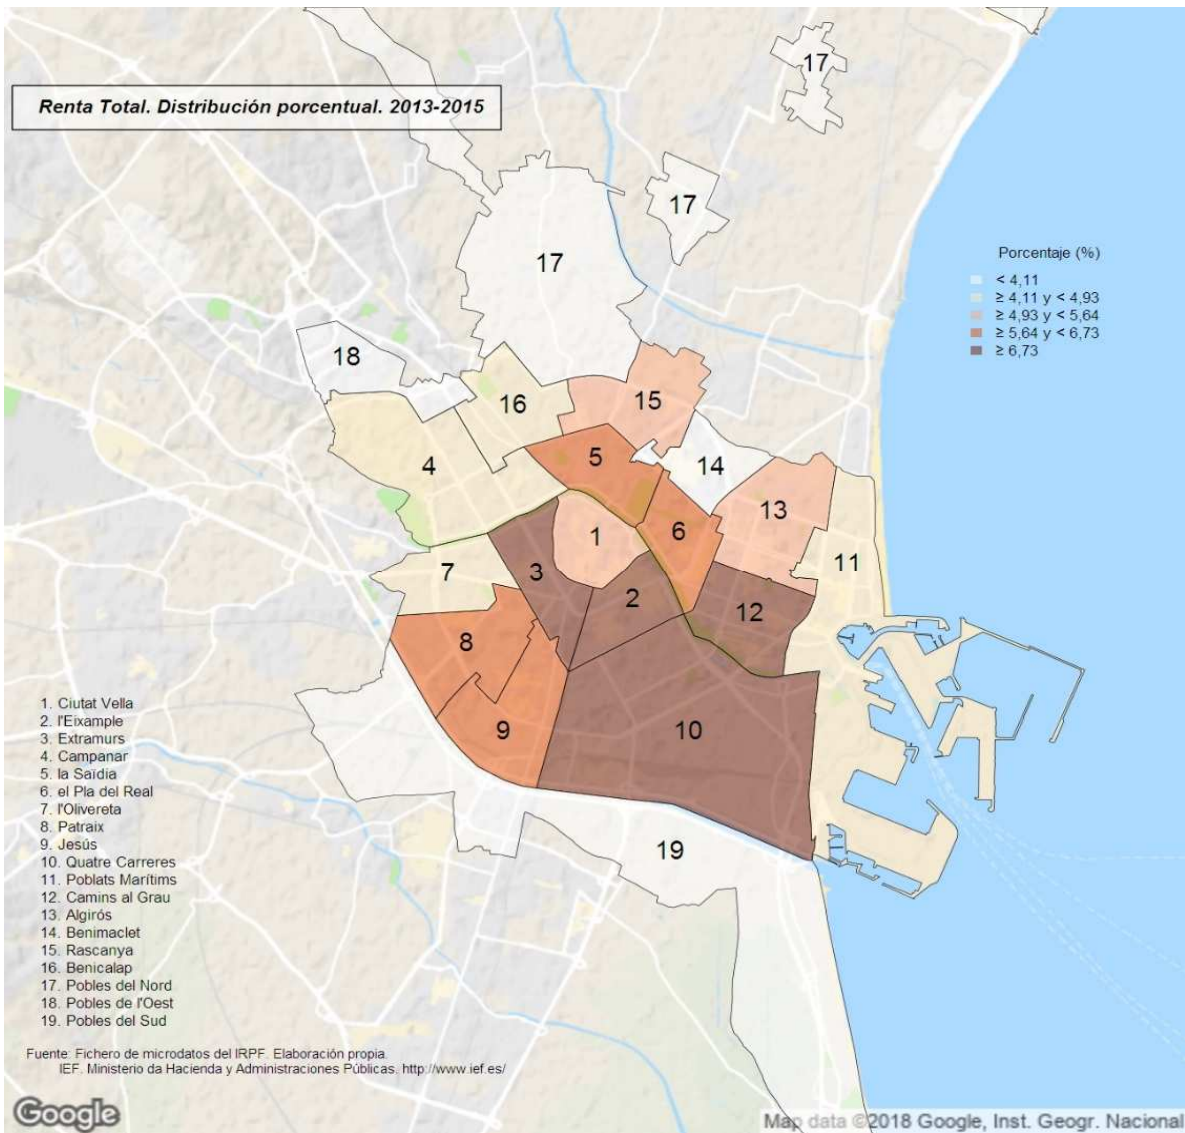 17
Renta Total. Distribución porcentual. 2013-2015
17
17
Porcentaje (%)
< 4,11
≥ 4,11 y < 4,93
≥ 4,93 y < 5,64
≥ 5,64 y < 6,73
≥ 6,73
18
16
15
4
5
14
13
6
1
11
7
3
2
12
8
10
9
19
1. Ciutat Vella
2. l'Eixample
3. Extramurs
4. Campanar
5. la Saïdia
6. el Pla del Real
7. l'Olivereta
8. Patraix
9. Jesús
10. Quatre Carreres
11. Poblats Marítims
12. Camins al Grau
13. Algirós
14. Benimaclet
15. Rascanya
16. Benicalap
17. Pobles del Nord
18. Pobles de l'Oest
19. Pobles del Sud
Fuente: Fichero de microdatos del IRPF. Elaboración propia.
IEF. Ministerio da Hacienda y Administraciones Públicas. http://www.ief.es/
Google
Map data ©2018 Google, Inst. Geogr. Nacional